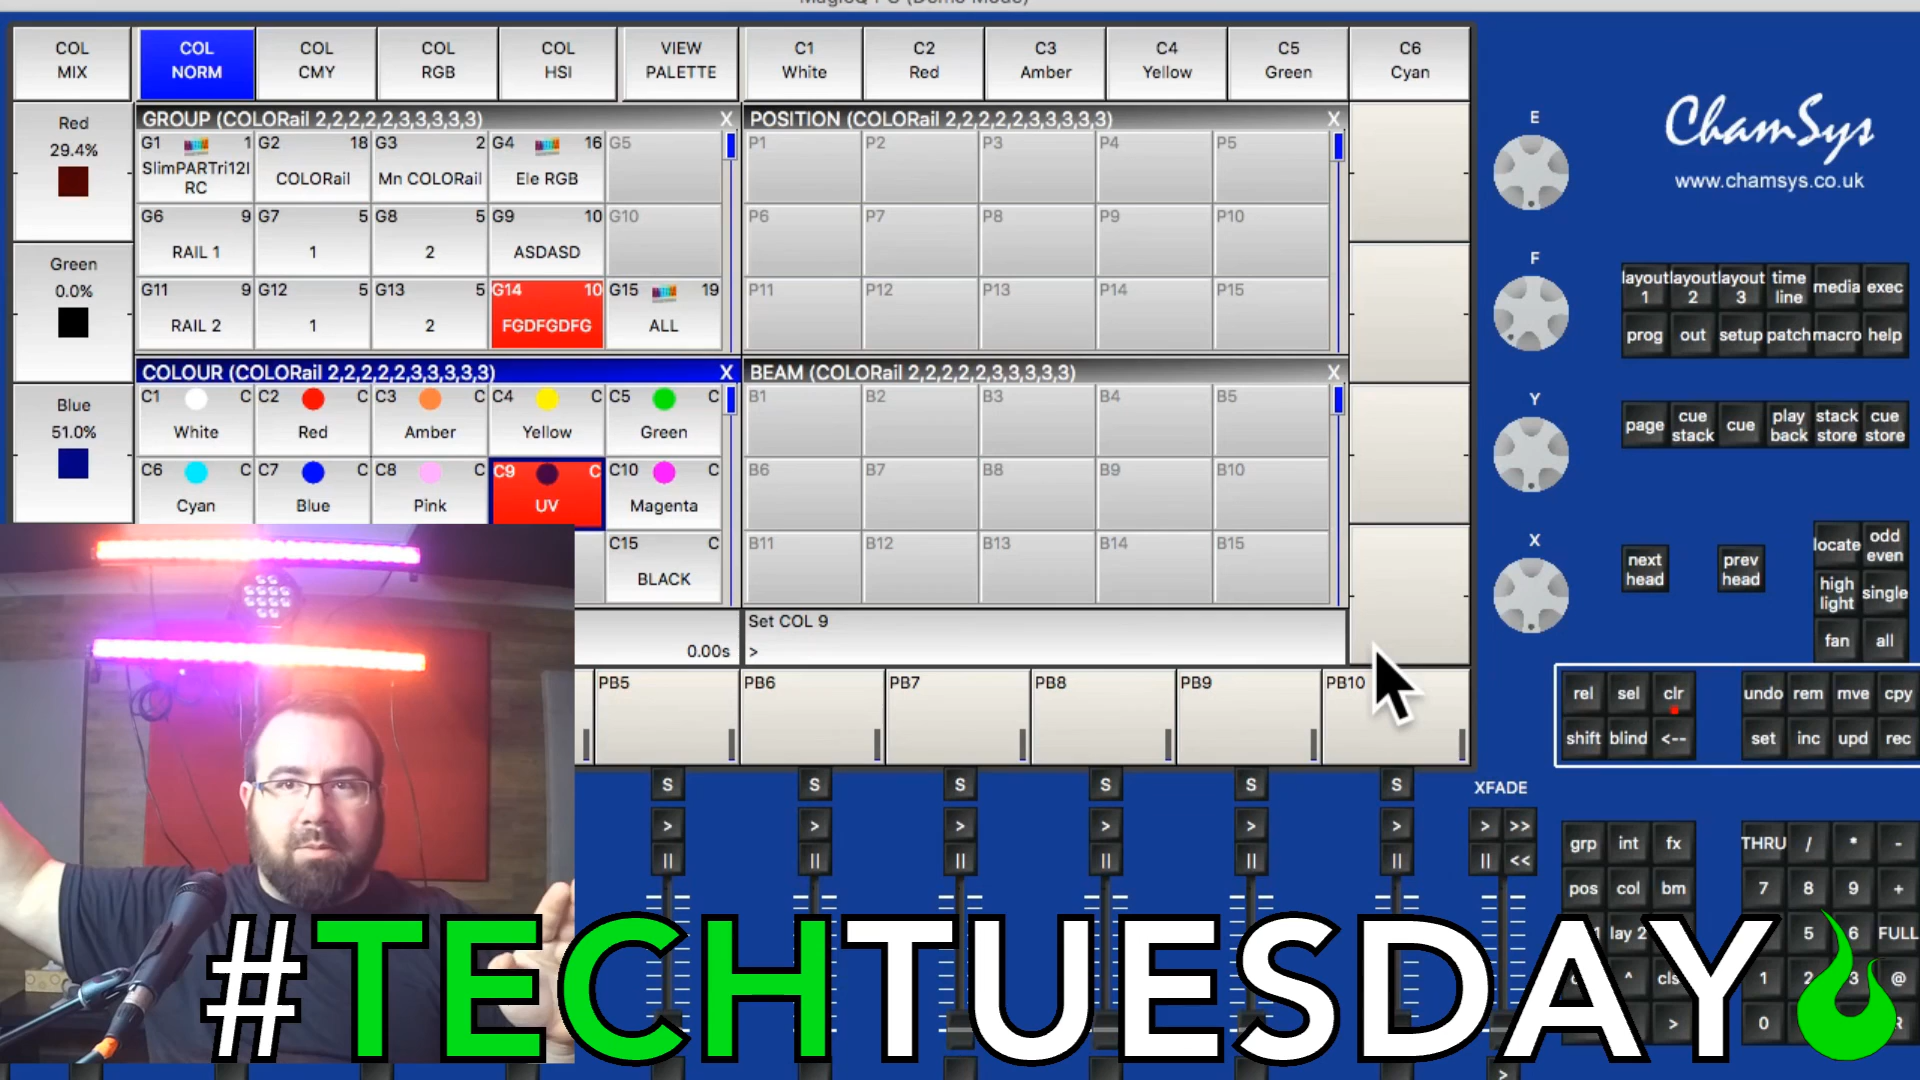 COL MIX
COL NORM
COL CMY
COL RGB
COL HSI
VIEW PALETTE
C1 White
C2 Red
C3 Amber
C4 Yellow
C5 Green
C6 Cyan
Red
29.4%
Green
0.0%
Blue
51.0%
GROUP (COLORail 2,2,2,2,2,3,3,3,3,3) X
G1 1 G2 18 G3 2 G4 16 G5
SlimPARTri12I RC COLORail Mn COLORail Ele RGB
G6 9 G7 5 G8 5 G9 10 G10
RAIL 1 1 2 ASDASD
G11 9 G12 5 G13 5 G14 10 G15 19
RAIL 2 1 2 FGDFGDFG ALL
POSITION (COLORail 2,2,2,2,2,3,3,3,3,3) X
P1 P2 P3 P4 P5
P6 P7 P8 P9 P10
P11 P12 P13 P14 P15
COLOUR (COLORail 2,2,2,2,2,3,3,3,3,3) X
C1 C C2 C C3 C C4 C C5 C
White Red Amber Yellow Green
C6 C C7 C C8 C C9 C C10 C
Cyan Blue Pink UV Magenta
C15 C
BLACK
BEAM (COLORail 2,2,2,2,2,3,3,3,3,3) X
B1 B2 B3 B4 B5
B6 B7 B8 B9 B10
B11 B12 B13 B14 B15
0.00s
Set COL 9
>
PB5 PB6 PB7 PB8 PB9 PB10
S S S S S S
> > > > > >
E
F
Y
X
ChamSys
www.chamsys.co.uk
layout 1 layout 2 layout 3 time line media exec
prog out setup patch macro help
page cue stack cue play back stack store cue store
next head prev head
locate odd even
high light single
fan all
rel sel clr undo rem mve cpy
shift blind <-- set inc upd rec
XFADE
> >>
<<
grp int fx THRU / * -
pos col bm 7 8 9 +
lay 2 5 6 FULL
^ 1 2 3 @
> 0
>
#TECHTUESDAY